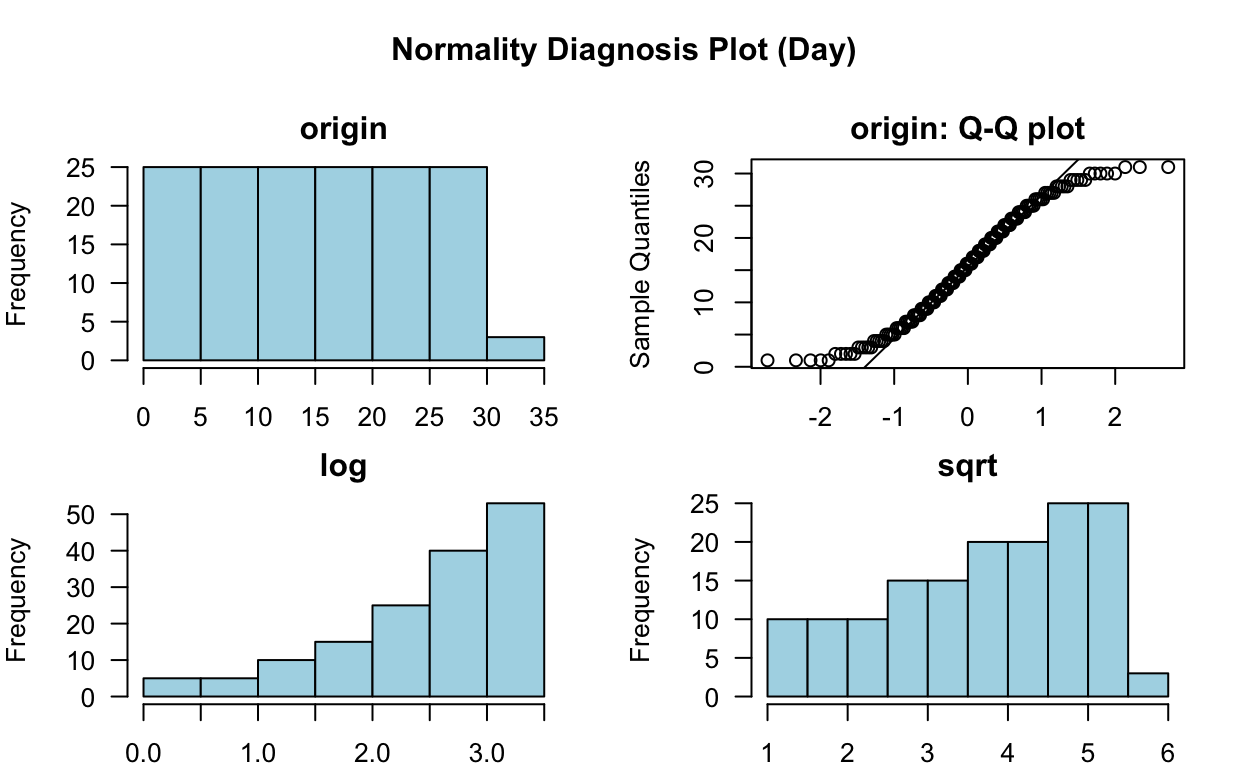 Normality Diagnosis Plot (Day)
origin
Frequency
25
20
15
10
5
0
0 5 10 15 20 25 30 35
origin: Q-Q plot
Sample Quantiles
30
20
10
0
-2 -1 0 1 2
log
Frequency
50
40
30
20
10
0
0.0 1.0 2.0 3.0
sqrt
Frequency
25
20
15
10
5
0
1 2 3 4 5 6